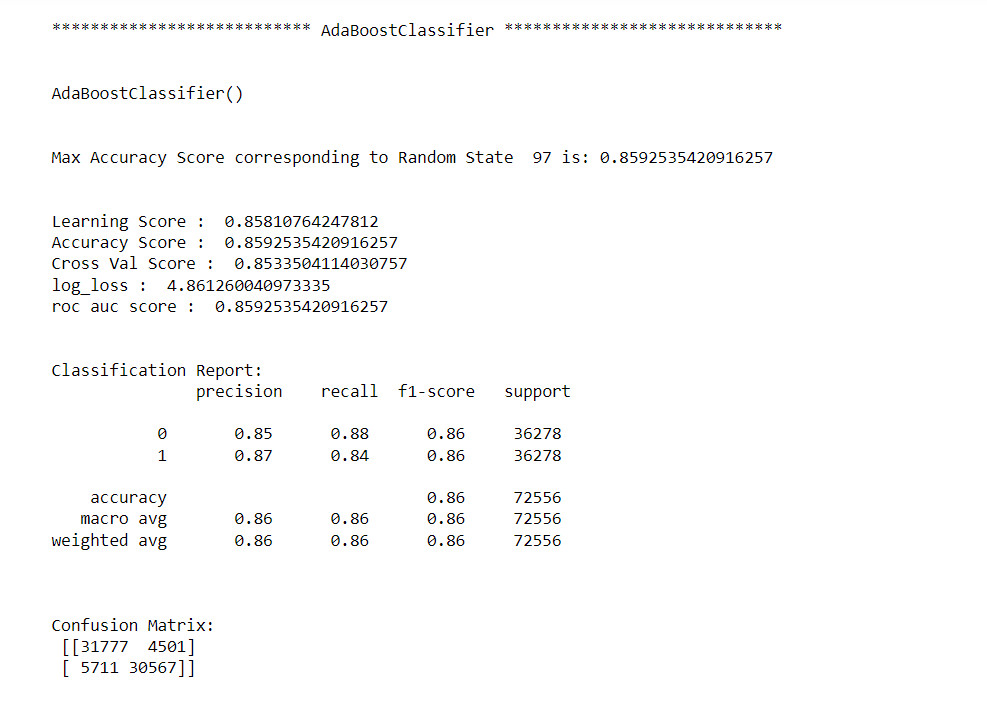 *************************** AdaBoostClassifier *****************************
AdaBoostClassifier()
Max Accuracy Score corresponding to Random State  97 is: 0.8592535420916257
Learning Score :  0.85810764247812
Accuracy Score :  0.8592535420916257
Cross Val Score :  0.8533504114030757
log_loss :  4.861260040973335
roc auc score :  0.8592535420916257
Classification Report:
               precision    recall  f1-score   support
           0       0.85      0.88      0.86     36278
           1       0.87      0.84      0.86     36278
    accuracy                           0.86     72556
   macro avg       0.86      0.86      0.86     72556
weighted avg       0.86      0.86      0.86     72556
Confusion Matrix:
 [[31777  4501]
 [ 5711 30567]]